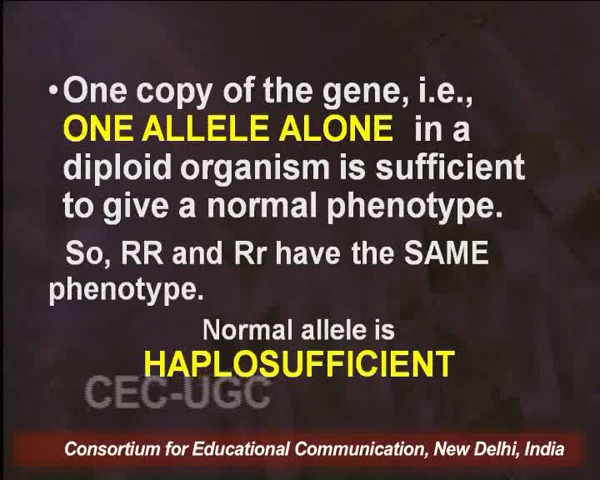 •One copy of the gene, i.e.,
ONE ALLELE ALONE in a
diploid organism is sufficient
to give a normal phenotype.
So, RR and Rr have the SAME
phenotype.
Normal allele is
HAPLOSUFFICIENT
CEC-UGC
Consortium for Educational Communication, New Delhi, India